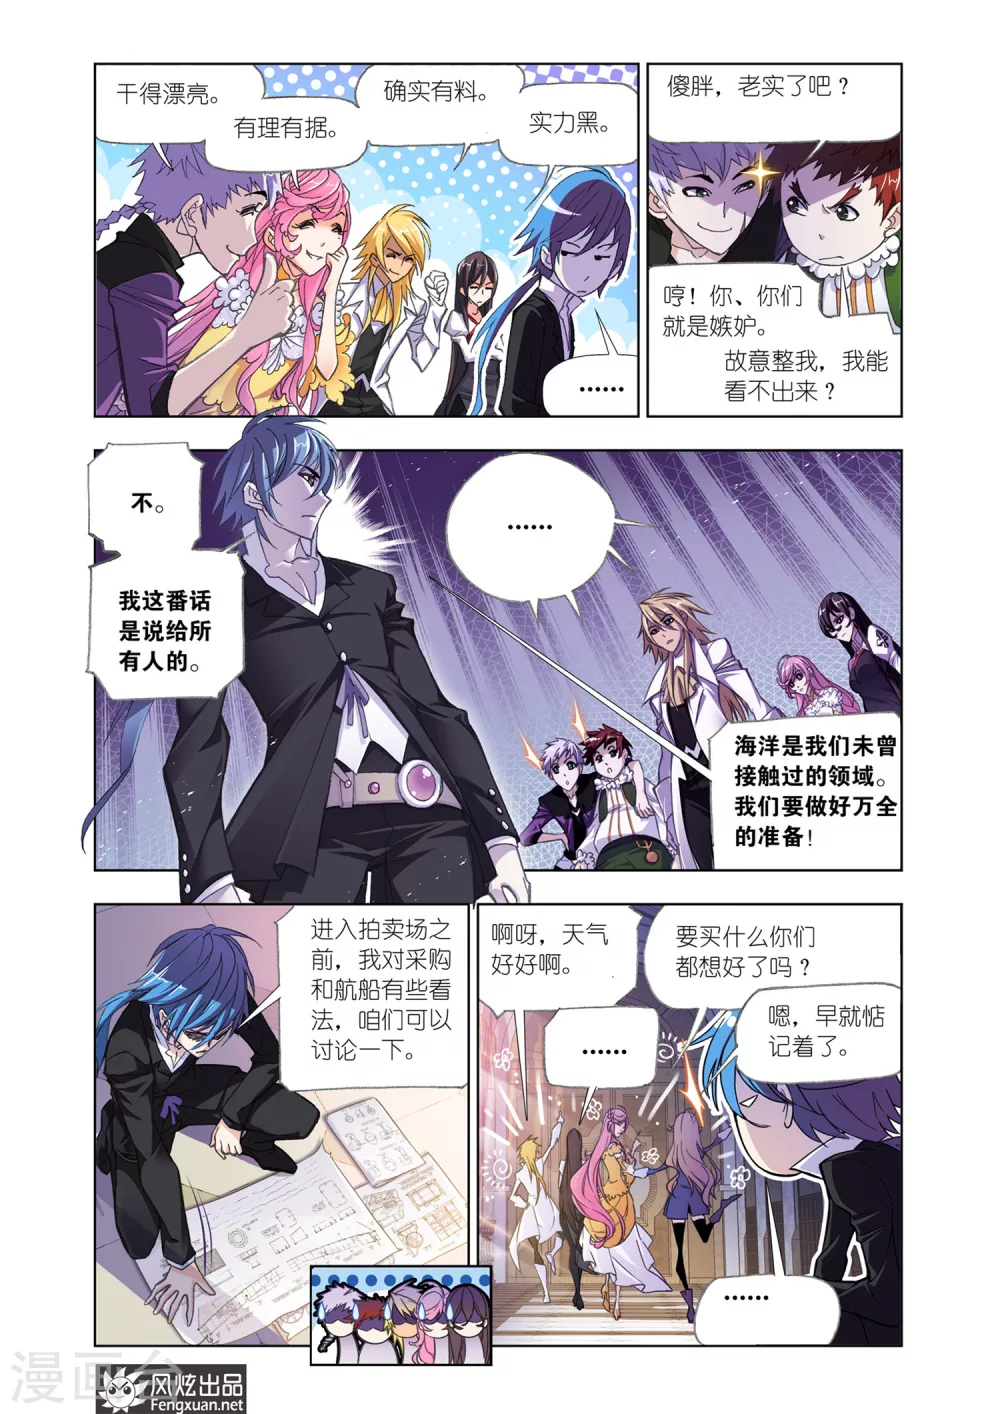 干得漂亮。
有理有据。
确实有料。
实力黑。
……
傻胖，老实了吧？
哼！你、你们
就是嫉妒。
故意整我，我能
看不出来？
不。
我这番话
是说给所
有人的。
……
海洋是我们未曾
接触过的领域。
我们要做好万全
的准备！
进入拍卖场之
前，我对采购
和航船有些看
法，咱们可以
讨论一下。
啊呀，天气
好好啊。
……
要买什么你们
都想好了吗？
嗯，早就惦
记着了。
……
漫画台
风炫出品
Fengxuan.net